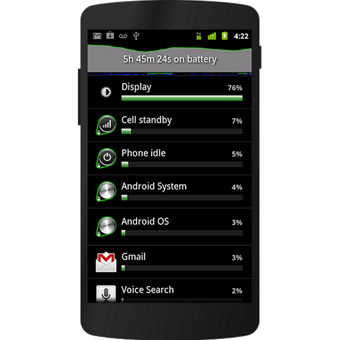 4:22
5h 45m 24s on battery
Display 76%
Cell standby 7%
Phone idle 5%
Android System 4%
Android OS 3%
Gmail 3%
Voice Search 2%